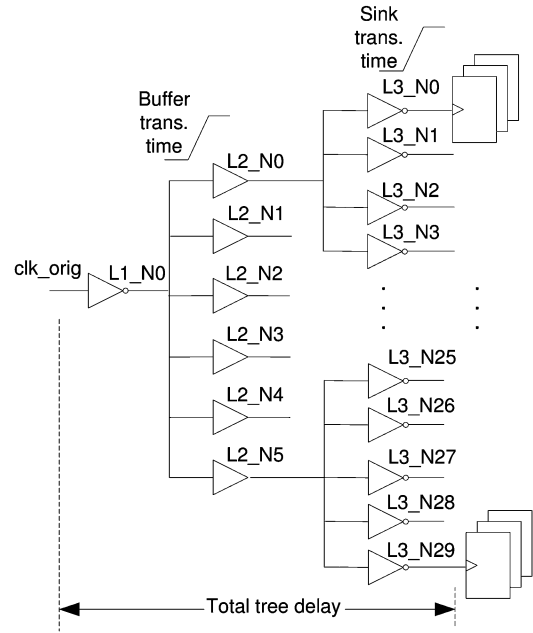 Sink
trans.
time
L3_N0
Buffer
trans.
time
L3_N1
L2_N0
L3_N2
L2_N1
L3_N3
clk_orig
L1_N0
L2_N2
L2_N3
L3_N25
L2_N4
L3_N26
L2_N5
L3_N27
L3_N28
L3_N29
Total tree delay